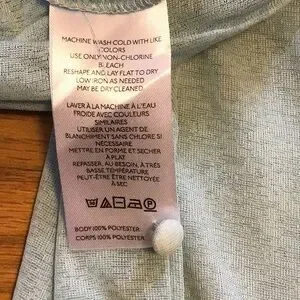 MACHINE WASH COLD WITH LIKE
COLORS
USE ONLY NON-CHLORINE
BLEACH
RESHAPE AND LAY FLAT TO DRY
LOW IRON AS NEEDED
MAY BE DRY CLEANED
LAVER À LA MACHINE À L'EAU
FROIDE AVEC COULEURS
SIMILAIRES
UTILISER UN AGENT DE
BLANCHIMENT SANS CHLORE SI
NÉCESSAIRE
METTRE EN FORME ET SÉCHER
À PLAT
REPASSER, AU BESOIN, À TRÈS
BASSE TEMPÉRATURE
PEUT-ÊTRE ÊTRE NETTOYÉE
À SEC
BODY:100% POLYESTER
CORPS:100% POLYESTER